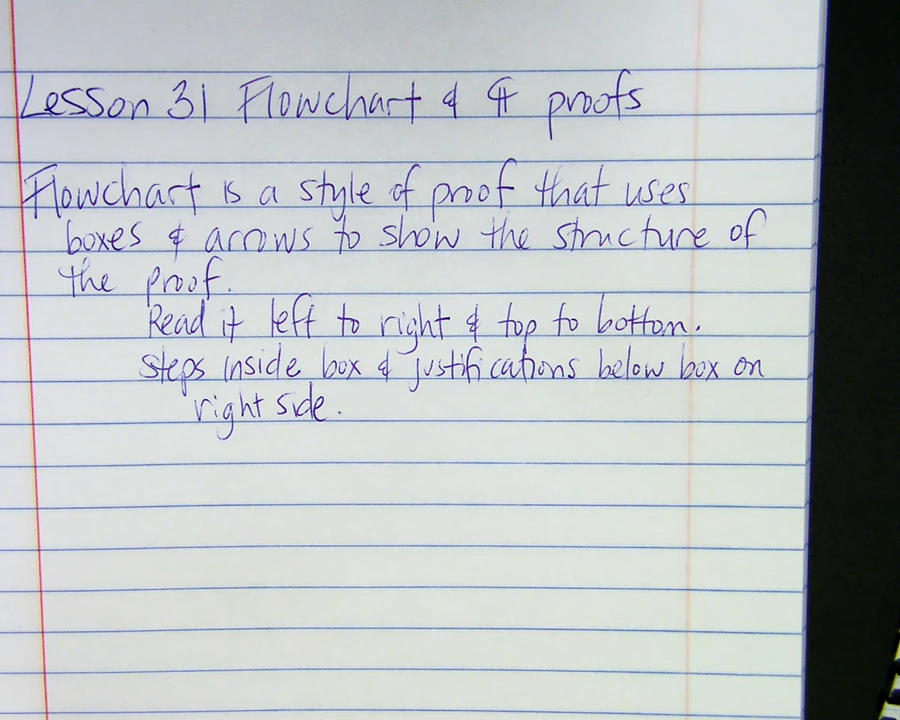 Lesson 31 Flowchart & ¶ proofs
Flowchart is a style of proof that uses
boxes & arrows to show the structure of
the proof.
Read it left to right & top to bottom.
Steps inside box & justifications below box on
right side.